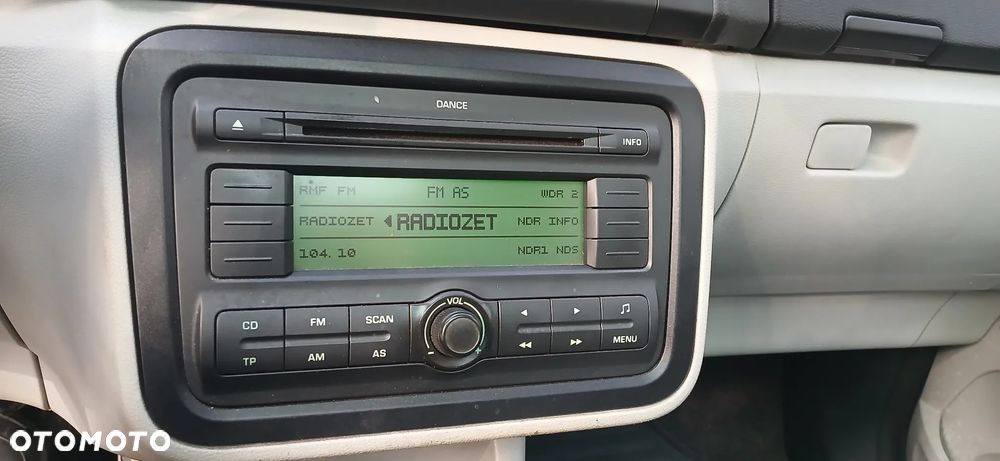 DANCE
INFO
RMF FM FM AS WDR 2
RADIOZET RADIOZET NDR INFO
104.10 NDR1 NDS
VOL
CD FM SCAN
TP AM AS
MENU
- +
OTOMOTO